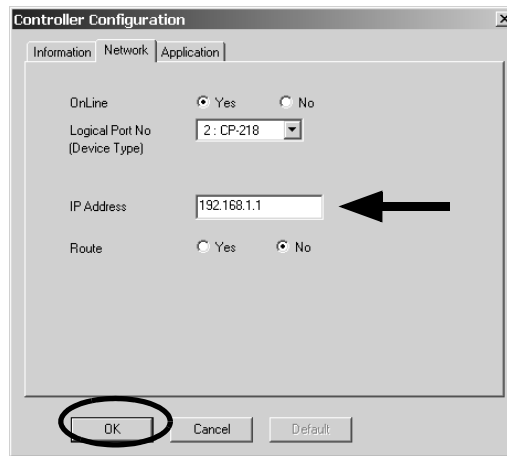 Controller Configuration
Information Network Application
OnLine Yes No
Logical Port No 2 : CP-218
(Device Type)
IP Address 192.168.1.1
Route Yes No
OK Cancel Default